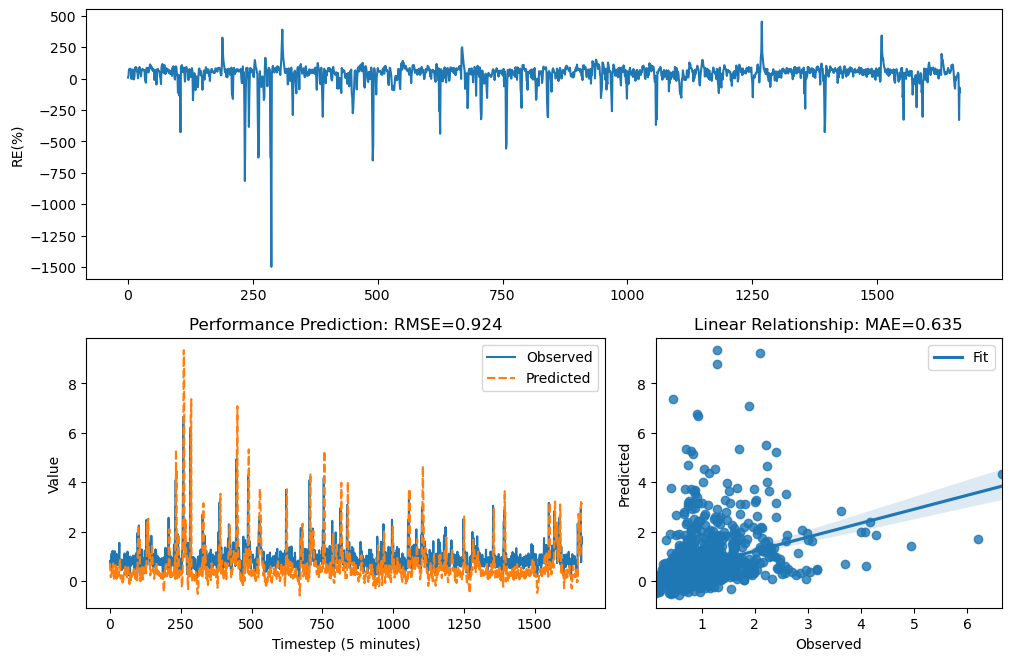 500
250
0
−250
−500
−750
−1000
−1250
−1500
RE(%)
0 250 500 750 1000 1250 1500
Performance Prediction: RMSE=0.924
Observed
Predicted
8
6
4
2
0
Value
0 250 500 750 1000 1250 1500
Timestep (5 minutes)
Linear Relationship: MAE=0.635
Fit
8
6
4
2
0
Predicted
1 2 3 4 5 6
Observed